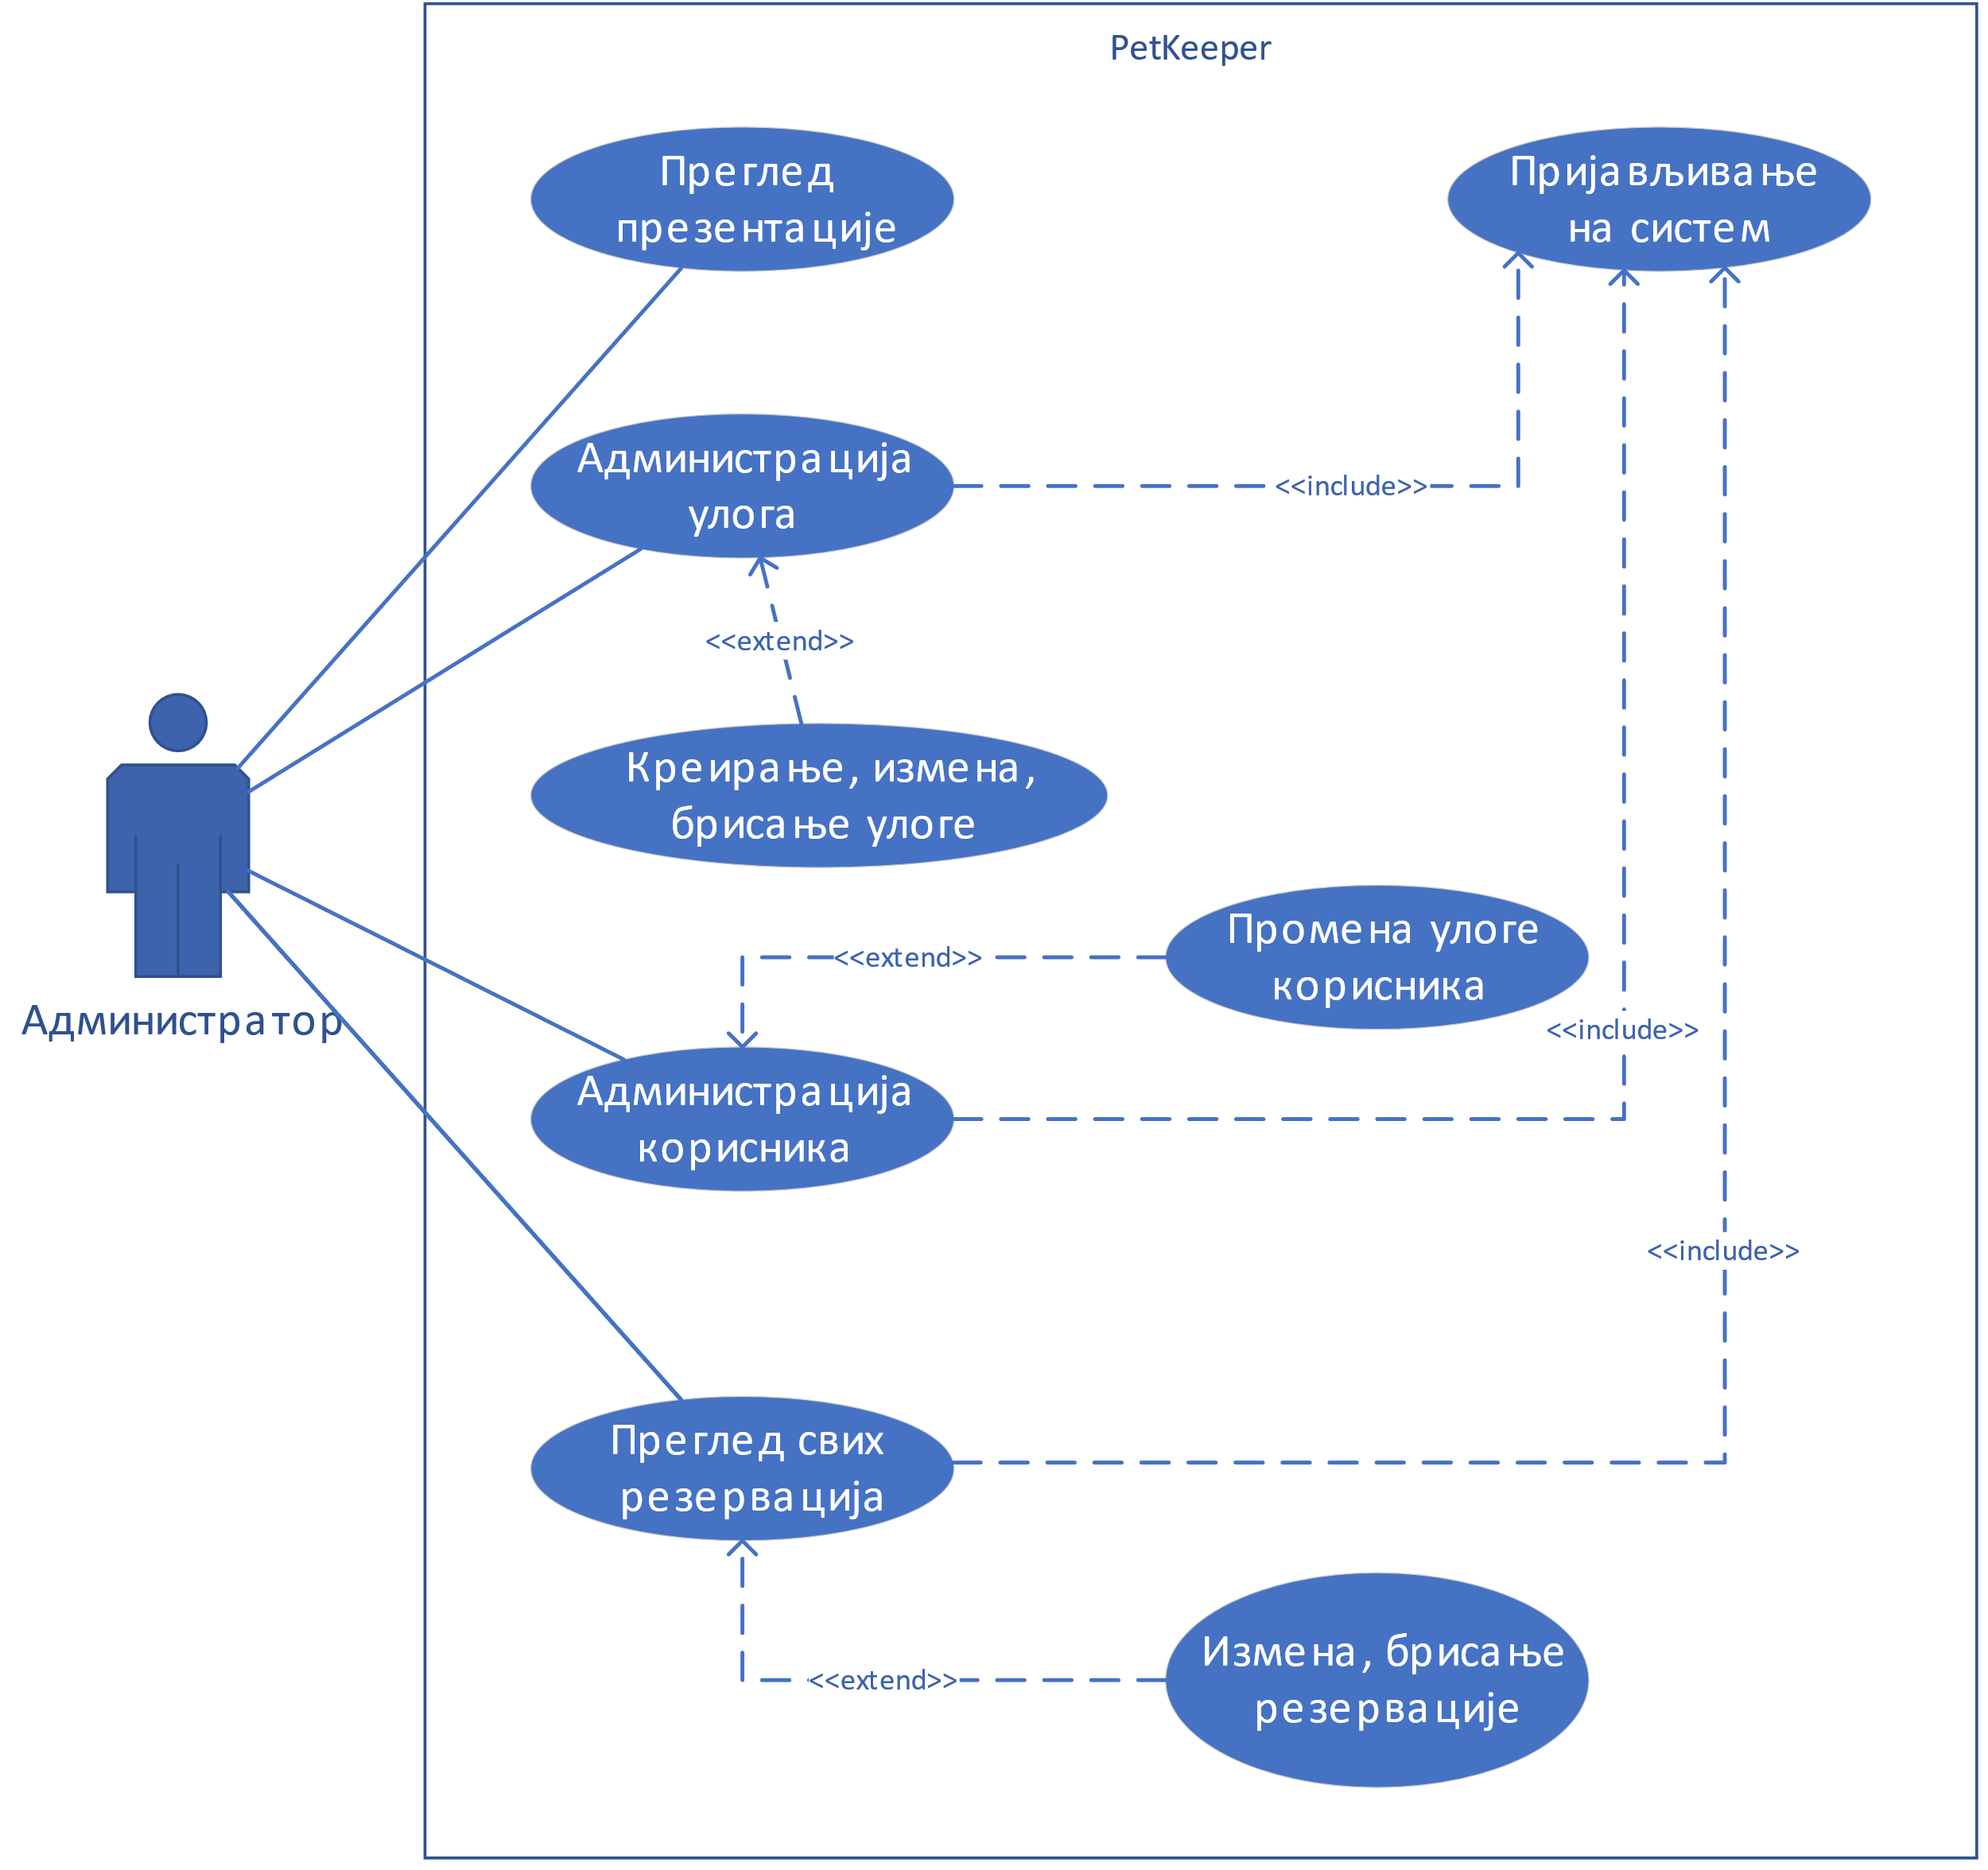 PetKeeper
Преглед
презентације
Пријављивање
на систем
Администрација
улога
<<include>>
<<extend>>
Креирање, измена,
брисање улоге
Промена улоге
корисника
<<extend>>
Администратор
<<include>>
Администрација
корисника
<<include>>
Преглед свих
резервација
Измена, брисање
резервације
<<extend>>